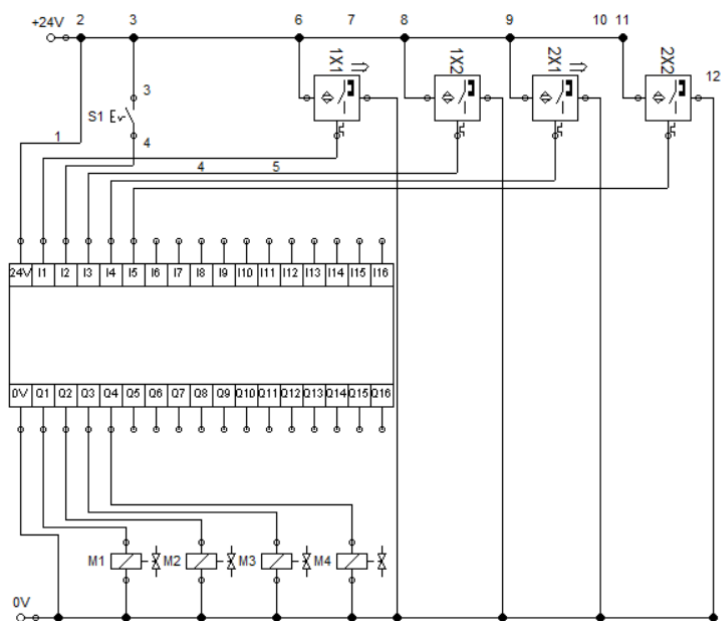 +24V 2 3 6 7 8 9 10 11
1X1 1X2 2X1 2X2
12
3
S1
1 4
4 5
24V I1 I2 I3 I4 I5 I6 I7 I8 I9 I10 I11 I12 I13 I14 I15 I16
0V Q1 Q2 Q3 Q4 Q5 Q6 Q7 Q8 Q9 Q10 Q11 Q12 Q13 Q14 Q15 Q16
M1 M2 M3 M4
0V